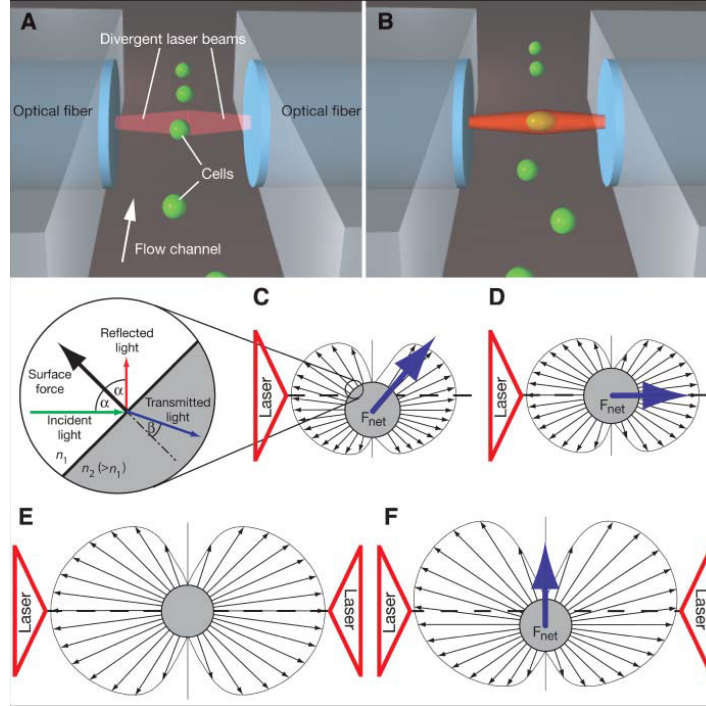 A
Divergent laser beams
Optical fiber
Optical fiber
Cells
Flow channel
B
Reflected
light
Surface
force
α
α
Incident
light
Transmitted
light
β
n₁
n₂ (>n₁)
C
Laser
Fnet
D
Laser
Fnet
E
Laser
Laser
F
Laser
Fnet
Laser